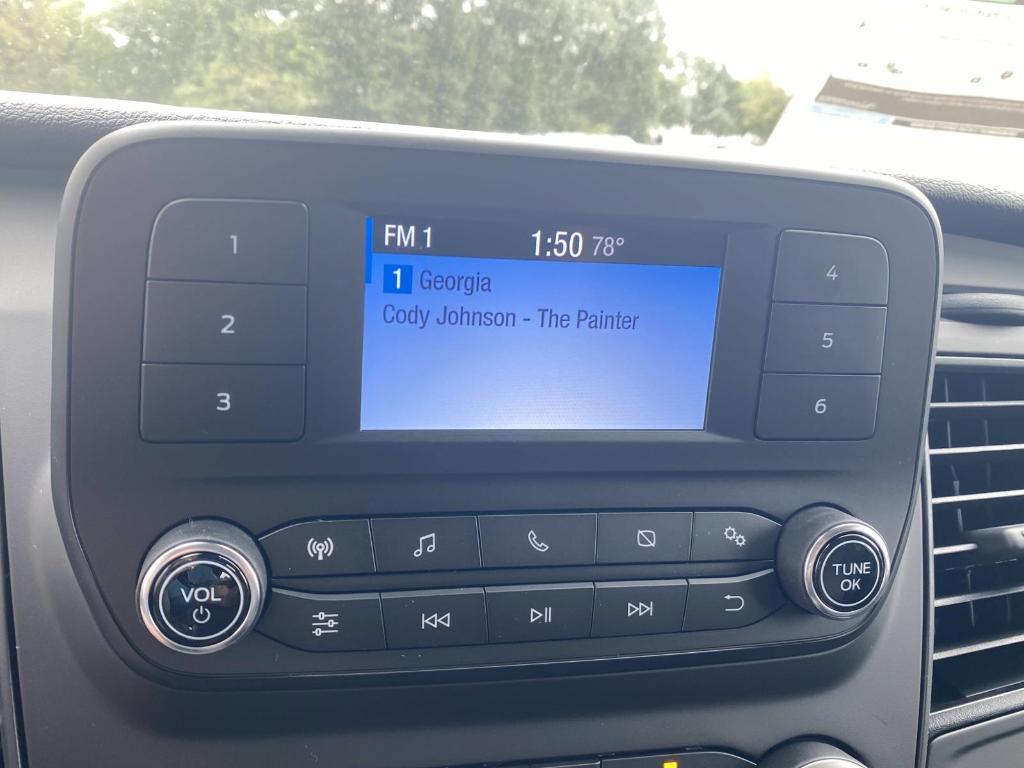 FM 1
1:50 78°
1 Georgia
Cody Johnson - The Painter
1
2
3
4
5
6
VOL
TUNE
OK